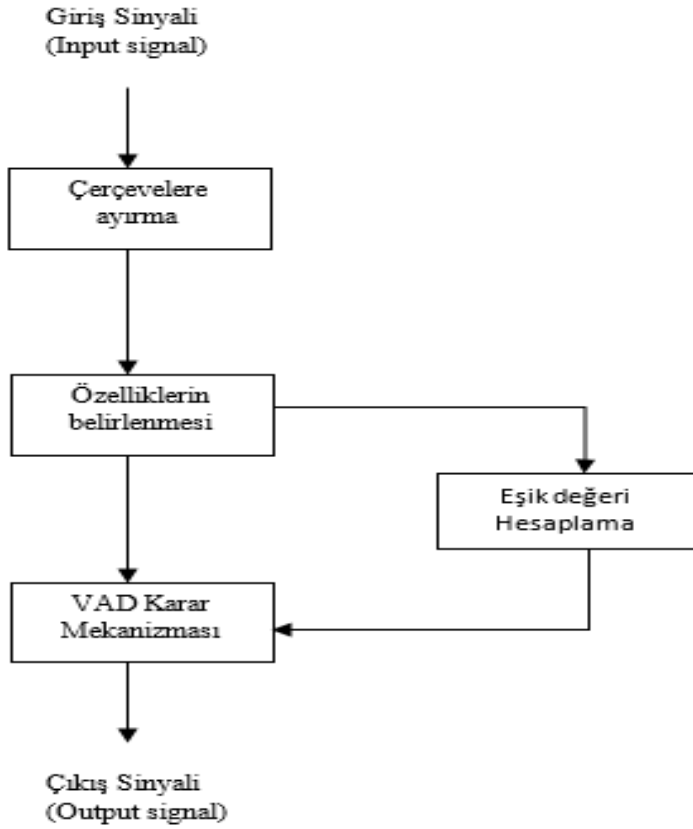 Giriş Sinyali
(Input signal)
Çerçevelere
ayırma
Özelliklerin
belirlenmesi
Eşik değeri
Hesaplama
VAD Karar
Mekanizması
Çıkış Sinyali
(Output signal)